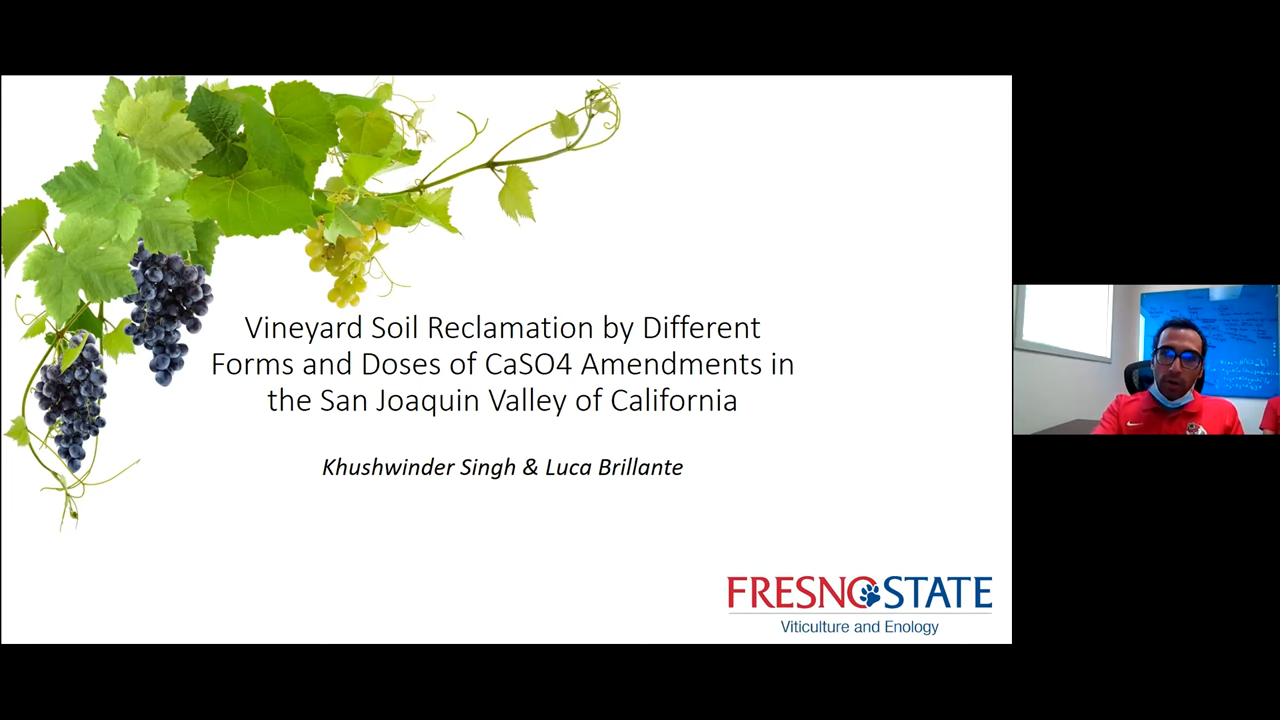 Vineyard Soil Reclamation by Different
Forms and Doses of CaSO4 Amendments in
the San Joaquin Valley of California
Khushwinder Singh & Luca Brillante
FRESNO STATE
Viticulture and Enology